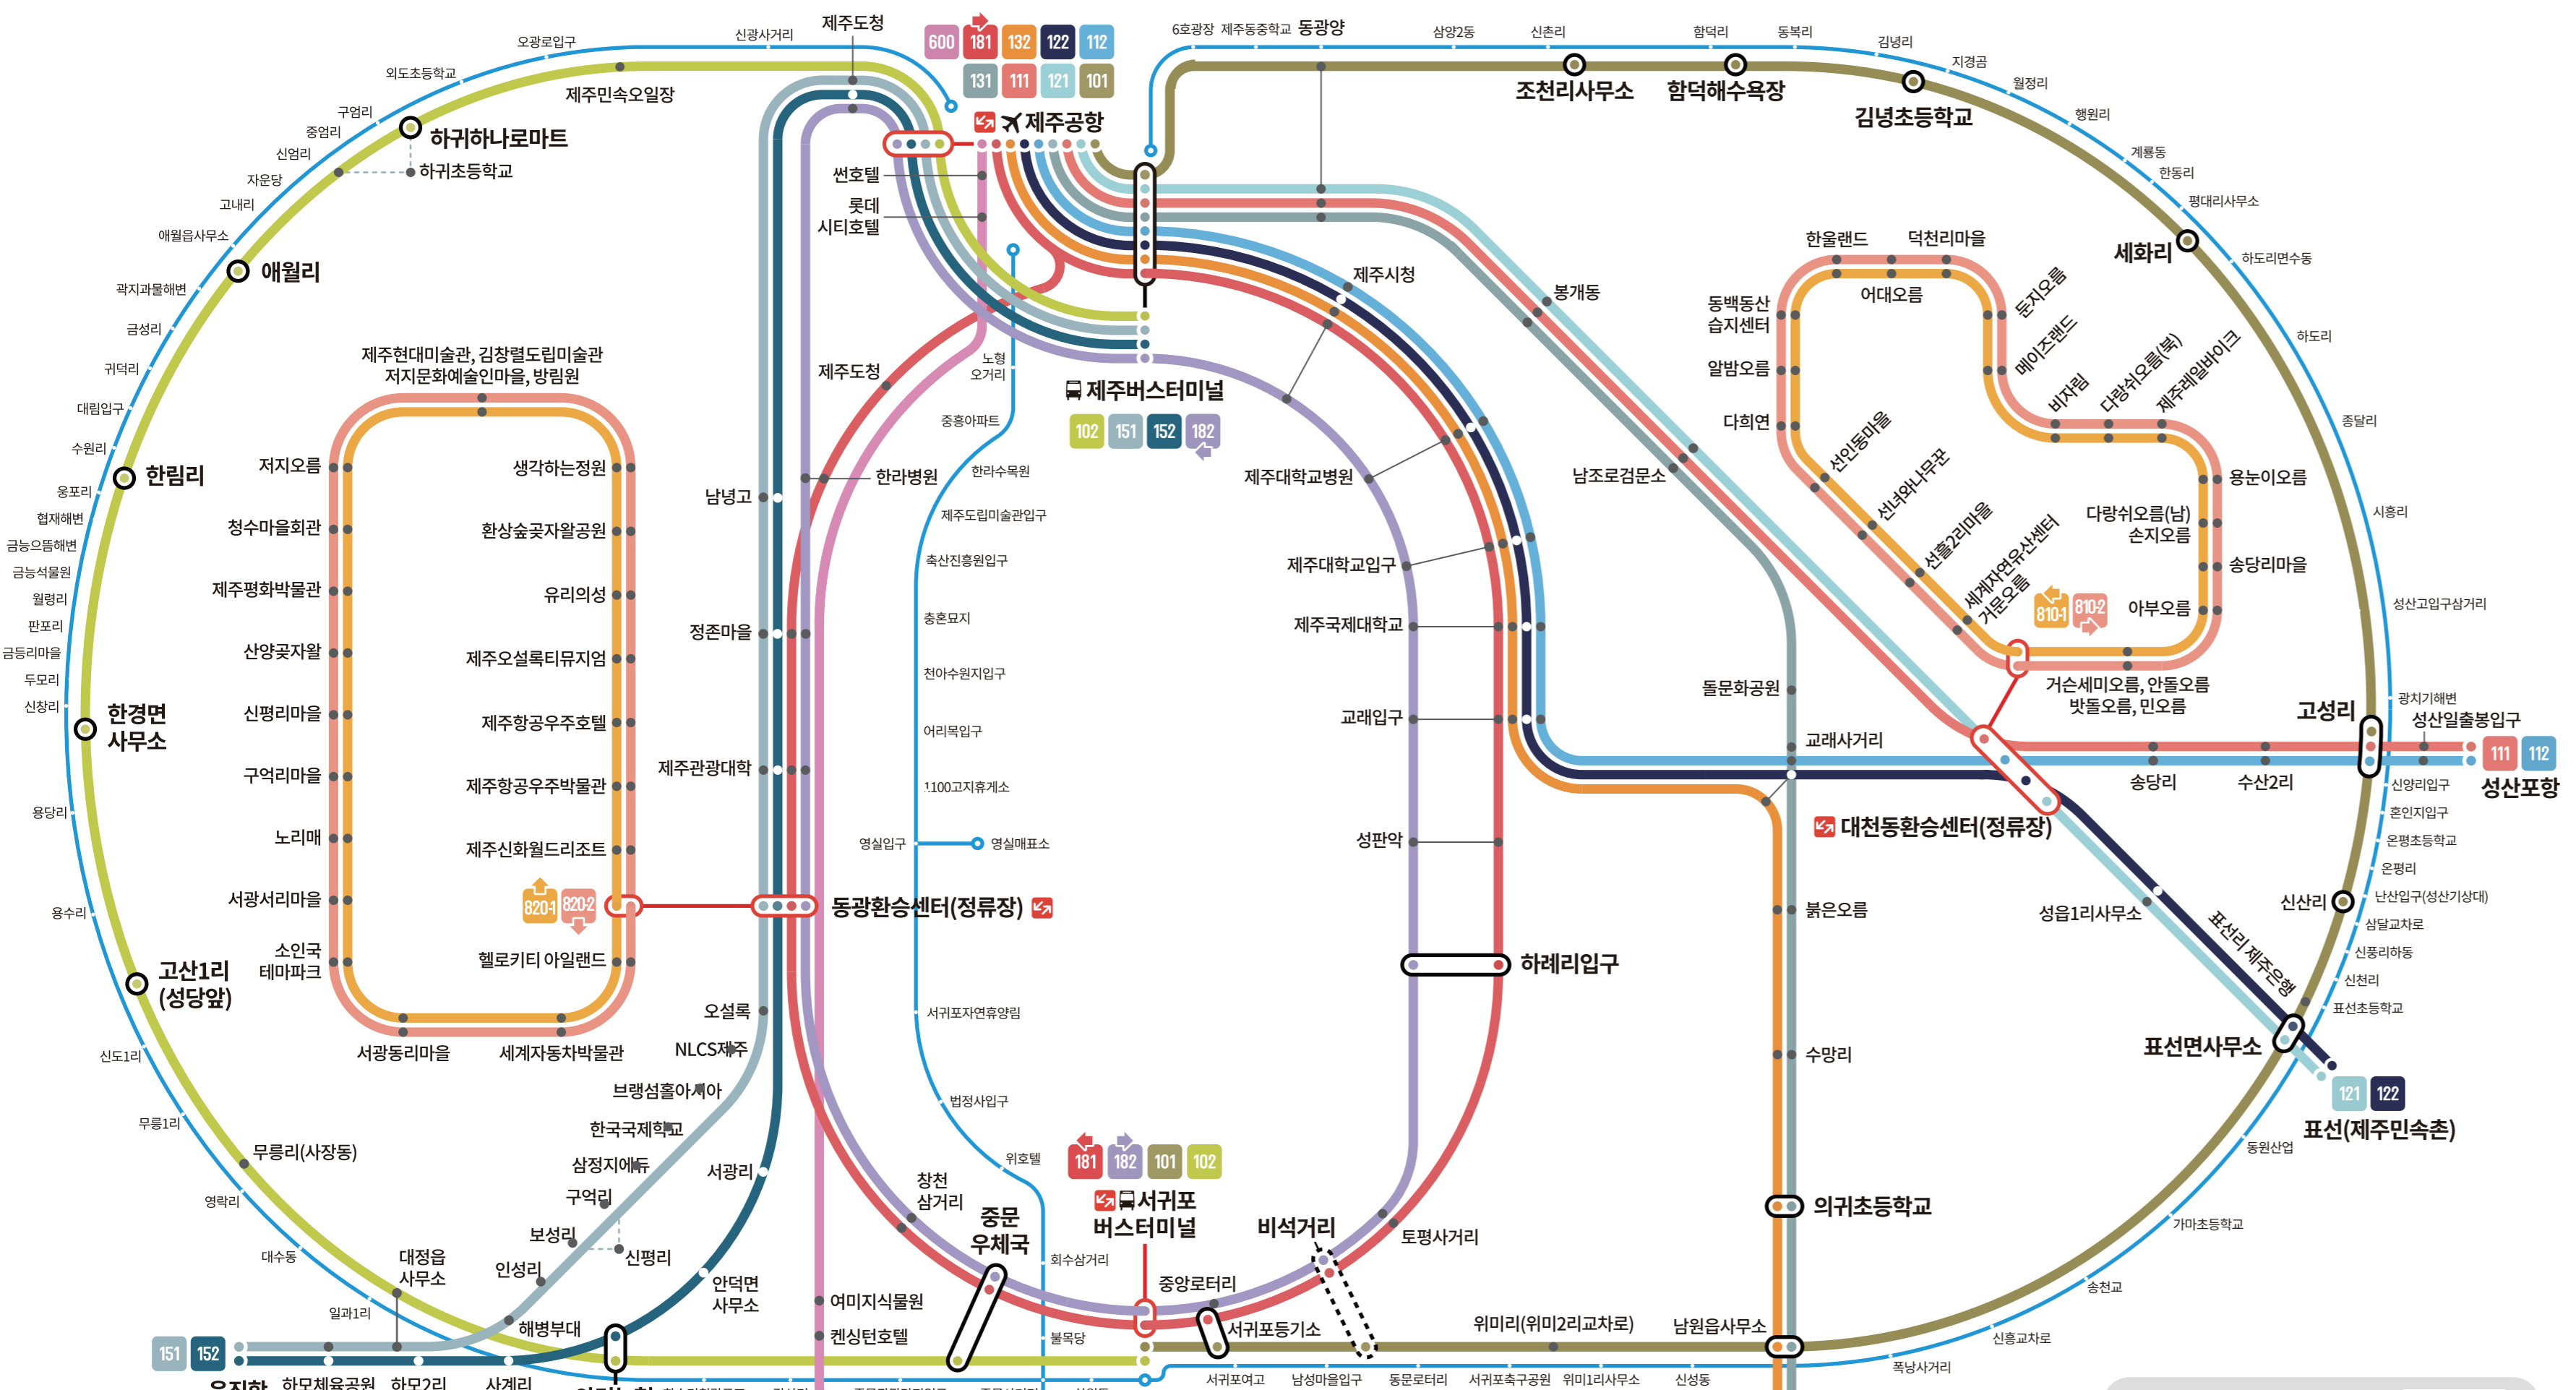 제주도청
600
181
132
122
112
131
111
121
101
제주공항
오광로입구
신광사거리
외도초등학교
제주민속오일장
구엄리
중엄리
신엄리
자운당
고내리
애월읍사무소
곽지과물해변
금성리
귀덕리
대림입구
수원리
웅포리
협재해변
금능으뜸해변
금능석물원
월령리
판포리
금등리마을
두모리
신창리
용당리
용수리
신도1리
무릉1리
영락리
대수동
일과1리
하귀하나로마트
하귀초등학교
애월리
한림리
한경면
사무소
고산1리
(성당앞)
무릉리(사장동)
대정읍
사무소
6호광장
제주동중학교
동광양
삼양2동
신촌리
함덕리
동복리
김녕리
지경곰
월정리
행원리
계룡동
한동리
평대리사무소
하도리면수동
하도리
종달리
시흥리
성산고입구삼거리
광치기해변
성산일출봉입구
조천리사무소
함덕해수욕장
김녕초등학교
세화리
고성리
111
112
성산포항
신양리입구
혼인지입구
온평초등학교
온평리
난산입구(성산기상대)
삼달교차로
신풍리하동
신천리
표선초등학교
신산리
표선리 제주은행
표선면사무소
121
122
표선(제주민속촌)
동원산업
가마초등학교
송천교
신흥교차로
폭낭사거리
썬호텔
롯데
시티호텔
제주도청
노형
오거리
중흥아파트
한라병원
한라수목원
제주도립미술관입구
축산진흥원입구
충혼묘지
천아수원지입구
어리목입구
1100고지휴게소
영실입구
영실매표소
서귀포자연휴양림
법정사입구
위호텔
회수삼거리
불목당
제주버스터미널
102
151
152
182
제주시청
제주대학교병원
제주대학교입구
제주국제대학교
교래입구
성판악
하례리입구
봉개동
남조로검문소
돌문화공원
교래사거리
붉은오름
수망리
의귀초등학교
남원읍사무소
대천동환승센터(정류장)
송당리
수산2리
성읍1리사무소
한울랜드
덕천리마을
어대오름
동백동산
습지센터
알밤오름
다희연
선인동마을
선녀와나무꾼
선흘2리마을
세계자연유산센터
거문오름
둔지오름
메이즈랜드
비자림
다랑쉬오름(북)
제주레일바이크
용눈이오름
다랑쉬오름(남)
손지오름
송당리마을
아부오름
810-1
810-2
거슨세미오름, 안돌오름
밧돌오름, 민오름
제주현대미술관, 김창렬도립미술관
저지문화예술인마을, 방림원
저지오름
청수마을회관
제주평화박물관
산양곶자왈
신평리마을
구억리마을
노리매
서광서리마을
소인국
테마파크
서광동리마을
세계자동차박물관
생각하는정원
환상숲곶자왈공원
유리의성
제주오설록티뮤지엄
제주항공우주호텔
제주항공우주박물관
제주신화월드리조트
820-1
820-2
헬로키티 아일랜드
남녕고
정존마을
제주관광대학
동광환승센터(정류장)
오설록
NLCS제주
브랭섬홀아시아
한국국제학교
삼정지에듀
구억리
보성리
신평리
인성리
해병부대
서광리
안덕면
사무소
여미지식물원
켄싱턴호텔
창천
삼거리
중문
우체국
181
182
101
102
서귀포
버스터미널
중앙로터리
서귀포등기소
비석거리
토평사거리
위미리(위미2리교차로)
서귀포여고
남성마을입구
동문로터리
서귀포축구공원
위미1리사무소
신성동
151
152
하모체육공원
하모2리
사계리